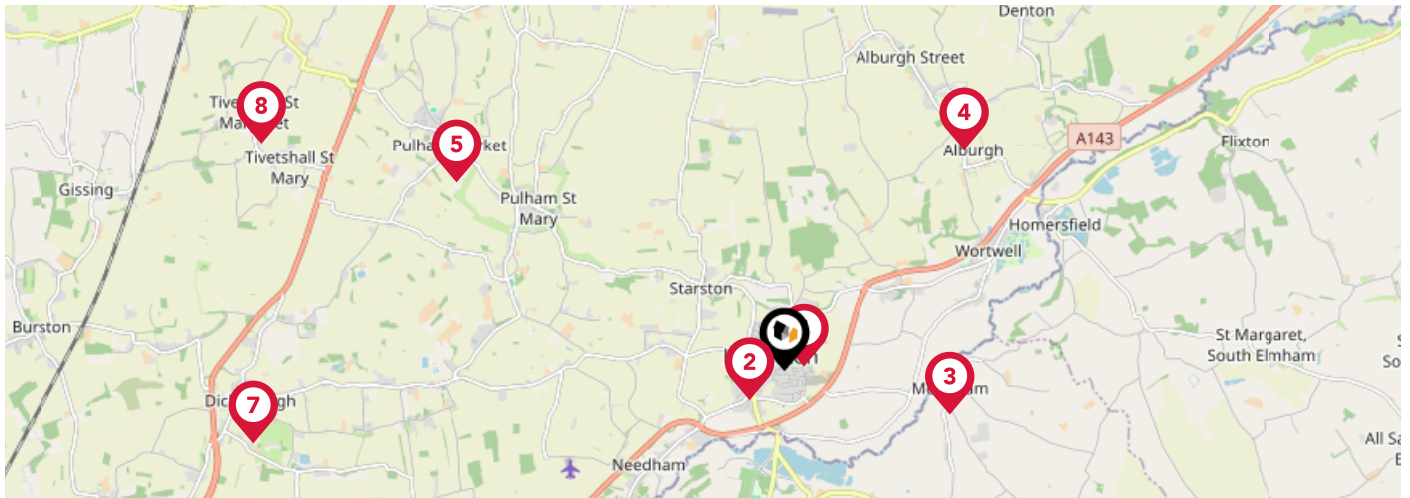 Denton
Alburgh Street
8
St
4
A143
5
Alburgh
Flixton
Tivetshall St
Mary
Gissing
Pulham St
Mary
Homersfield
Wortwell
Starston
Burston
St Margaret,
South Elmham
2
3
7
Needham
All Sa